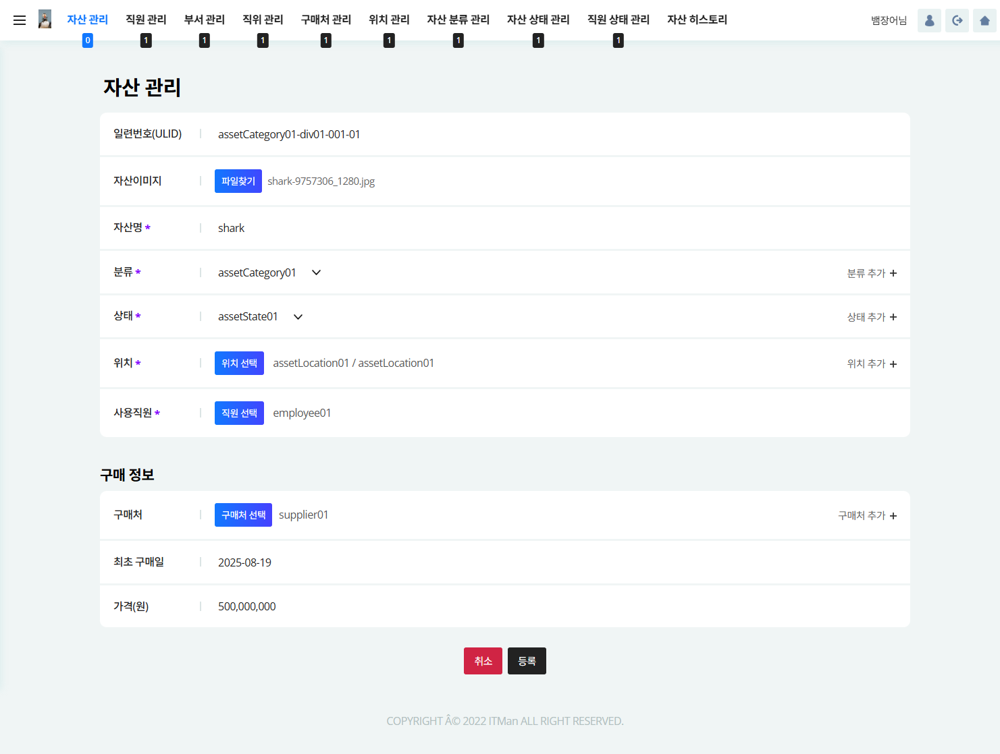 자산 관리 직원 관리 부서 관리 직위 관리 구매처 관리 위치 관리 자산 분류 관리 자산 상태 관리 직원 상태 관리 자산 히스토리 뱀장어님
0 1 1 1 1 1 1 1 1
자산 관리
일련번호(ULID) assetCategory01-div01-001-01
자산이미지 파일찾기 shark-9757306_1280.jpg
자산명 * shark
분류 * assetCategory01 분류 추가 +
상태 * assetState01 상태 추가 +
위치 * 위치 선택 assetLocation01 / assetLocation01 위치 추가 +
사용직원 * 직원 선택 employee01
구매 정보
구매처 구매처 선택 supplier01 구매처 추가 +
최초 구매일 2025-08-19
가격(원) 500,000,000
취소 등록
COPYRIGHT Â© 2022 ITMan ALL RIGHT RESERVED.